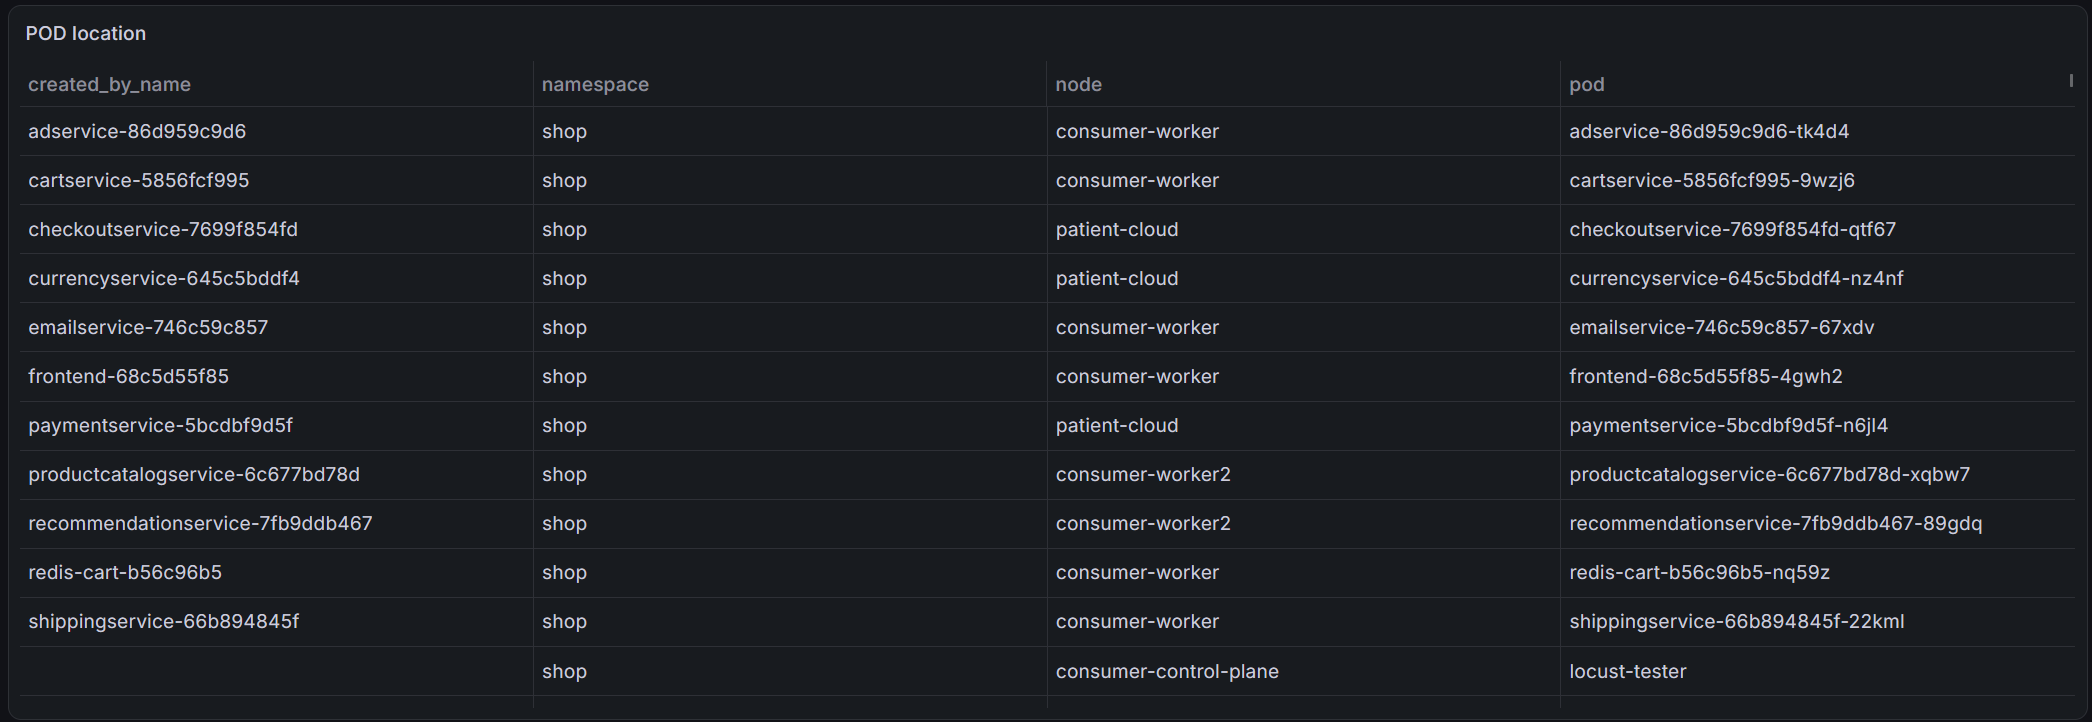 POD location
created_by_name namespace node pod
adservice-86d959c9d6 shop consumer-worker adservice-86d959c9d6-tk4d4
cartservice-5856fcf995 shop consumer-worker cartservice-5856fcf995-9wzj6
checkoutservice-7699f854fd shop patient-cloud checkoutservice-7699f854fd-qtf67
currencyservice-645c5bddf4 shop patient-cloud currencyservice-645c5bddf4-nz4nf
emailservice-746c59c857 shop consumer-worker emailservice-746c59c857-67xdv
frontend-68c5d55f85 shop consumer-worker frontend-68c5d55f85-4gwh2
paymentservice-5bcdbf9d5f shop patient-cloud paymentservice-5bcdbf9d5f-n6jl4
productcatalogservice-6c677bd78d shop consumer-worker2 productcatalogservice-6c677bd78d-xqbw7
recommendationservice-7fb9ddb467 shop consumer-worker2 recommendationservice-7fb9ddb467-89gdq
redis-cart-b56c96b5 shop consumer-worker redis-cart-b56c96b5-nq59z
shippingservice-66b894845f shop consumer-worker shippingservice-66b894845f-22kml
shop consumer-control-plane locust-tester